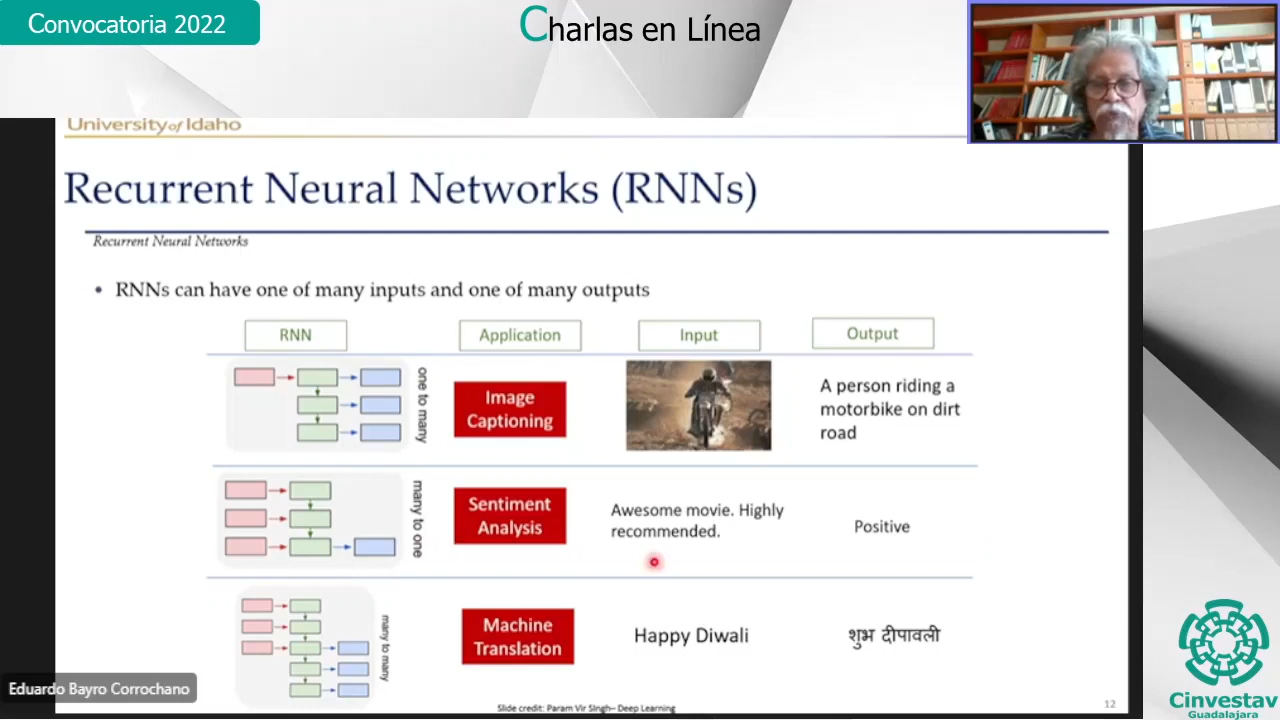 Convocatoria 2022
Charlas en Línea
University of Idaho
Recurrent Neural Networks (RNNs)
Recurrent Neural Networks
• RNNs can have one of many inputs and one of many outputs
RNN
Application
Input
Output
one to many
Image
Captioning
A person riding a
motorbike on dirt
road
many to one
Sentiment
Analysis
Awesome movie. Highly
recommended.
Positive
many to many
Machine
Translation
Happy Diwali
शुभ दीपावली
Eduardo Bayro Corrochano
Slide credit: Param Vir SIngh– Deep Learning
12
Cinvestav
Guadalajara